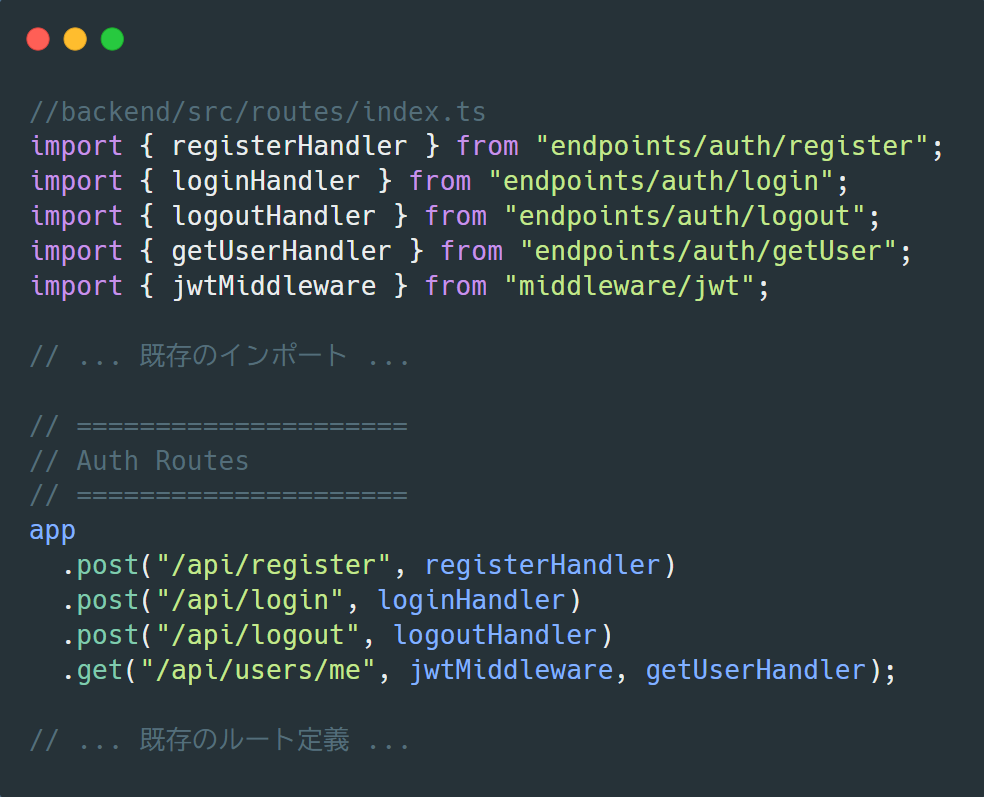 //backend/src/routes/index.ts
import { registerHandler } from "endpoints/auth/register";
import { loginHandler } from "endpoints/auth/login";
import { logoutHandler } from "endpoints/auth/logout";
import { getUserHandler } from "endpoints/auth/getUser";
import { jwtMiddleware } from "middleware/jwt";
// ... 既存のインポート ...
// =====================
// Auth Routes
// =====================
app
  .post("/api/register", registerHandler)
  .post("/api/login", loginHandler)
  .post("/api/logout", logoutHandler)
  .get("/api/users/me", jwtMiddleware, getUserHandler);
// ... 既存のルート定義 ...